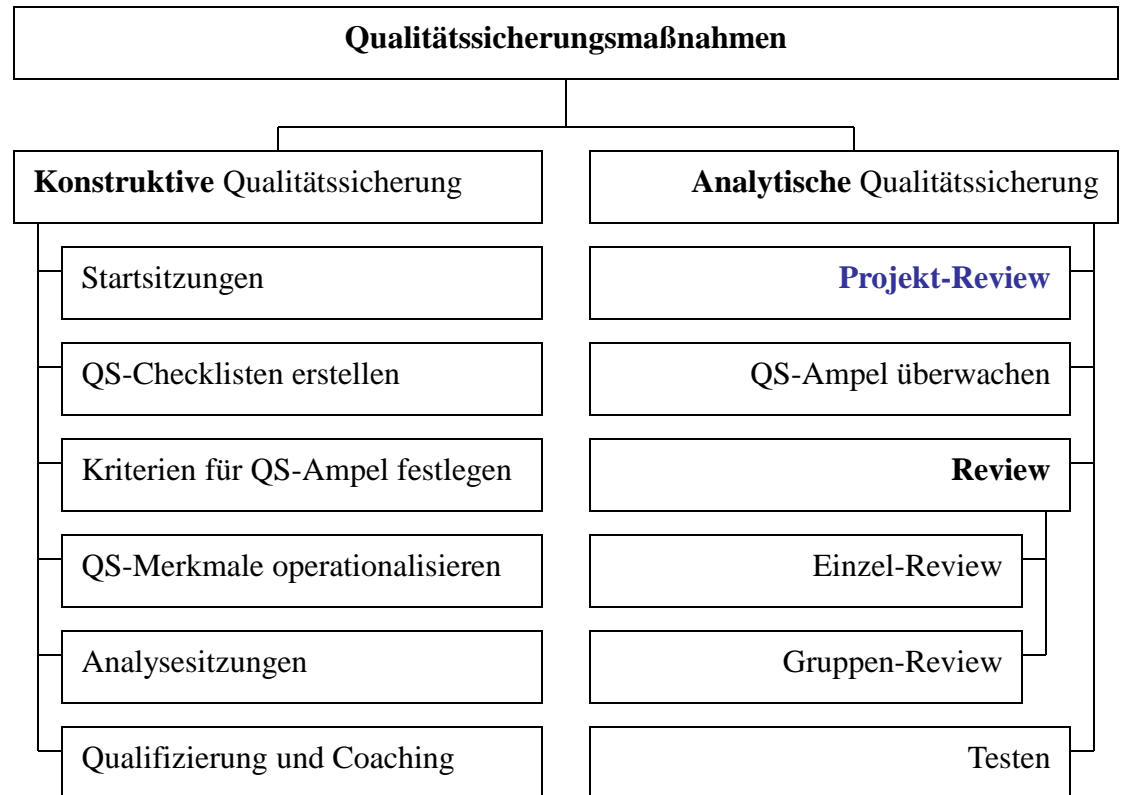 Qualitätssicherungsmaßnahmen
Konstruktive Qualitätssicherung
Startsitzungen
QS-Checklisten erstellen
Kriterien für QS-Ampel festlegen
QS-Merkmale operationalisieren
Analysesitzungen
Qualifizierung und Coaching
Analytische Qualitätssicherung
Projekt-Review
QS-Ampel überwachen
Review
Einzel-Review
Gruppen-Review
Testen